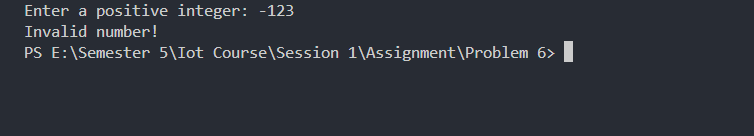 Enter a positive integer: -123
Invalid number!
PS E:\Semester 5\Iot Course\Session 1\Assignment\Problem 6>